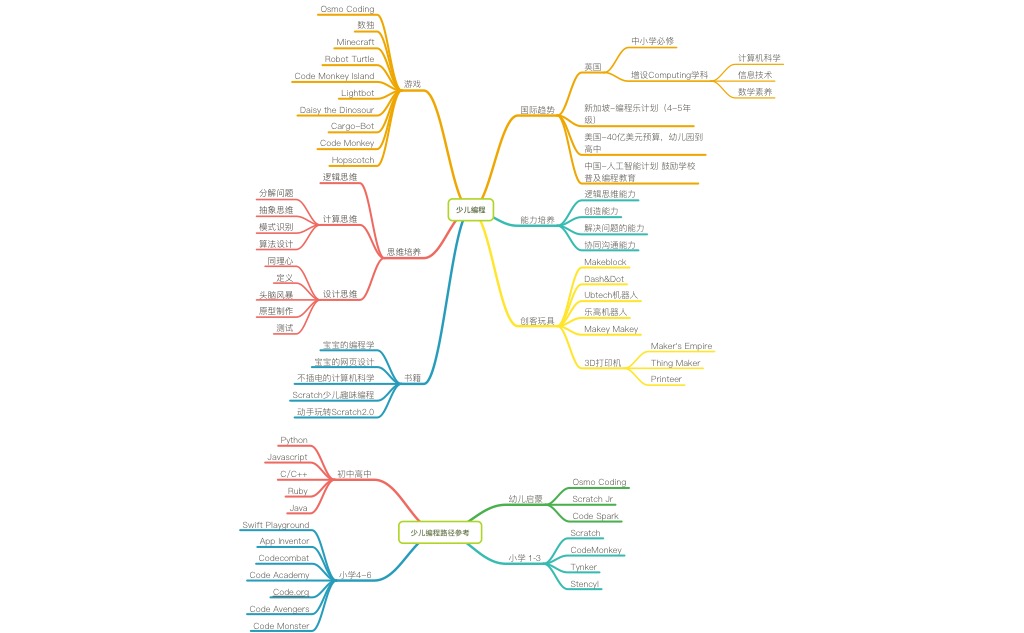 少儿编程
游戏
Osmo Coding
数独
Minecraft
Robot Turtle
Code Monkey Island
Lightbot
Daisy the Dinosour
Cargo-Bot
Code Monkey
Hopscotch
思维培养
逻辑思维
计算思维
分解问题
抽象思维
模式识别
算法设计
设计思维
同理心
定义
头脑风暴
原型制作
测试
书籍
宝宝的编程学
宝宝的网页设计
不插电的计算机科学
Scratch少儿趣味编程
动手玩转Scratch2.0
国际趋势
英国
中小学必修
增设Computing学科
计算机科学
信息技术
数学素养
新加坡-编程乐计划（4-5年
级）
美国-40亿美元预算，幼儿园到
高中
中国-人工智能计划 鼓励学校
普及编程教育
能力培养
逻辑思维能力
创造能力
解决问题的能力
协同沟通能力
创客玩具
Makeblock
Dash&Dot
Ubtech机器人
乐高机器人
Makey Makey
3D打印机
Maker's Empire
Thing Maker
Printeer
少儿编程路径参考
初中高中
Python
Javascript
C/C++
Ruby
Java
小学4-6
Swift Playground
App Inventor
Codecombat
Code Academy
Code.org
Code Avengers
Code Monster
幼儿启蒙
Osmo Coding
Scratch Jr
Code Spark
小学 1-3
Scratch
CodeMonkey
Tynker
Stencyl